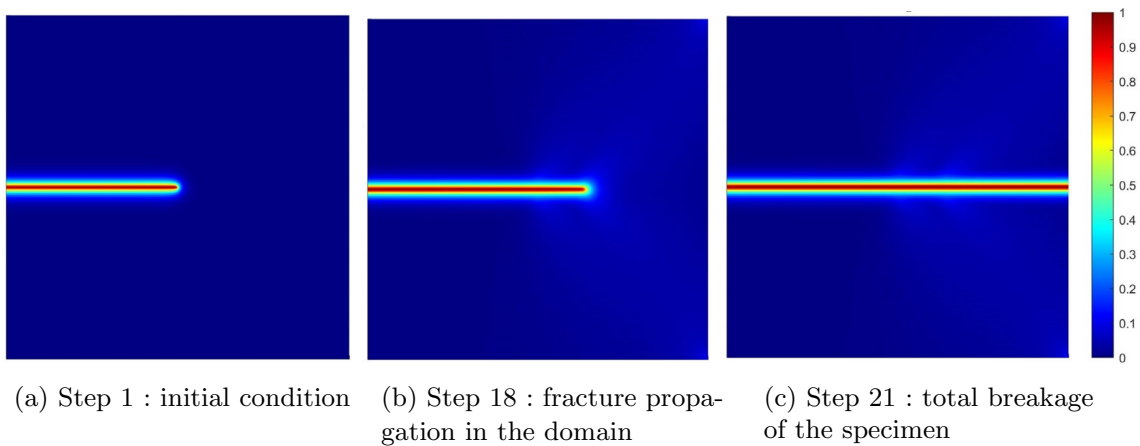 1
0.9
0.8
0.7
0.6
0.5
0.4
0.3
0.2
0.1
0
(a) Step 1 : initial condition
(b) Step 18 : fracture propa-
gation in the domain
(c) Step 21 : total breakage
of the specimen